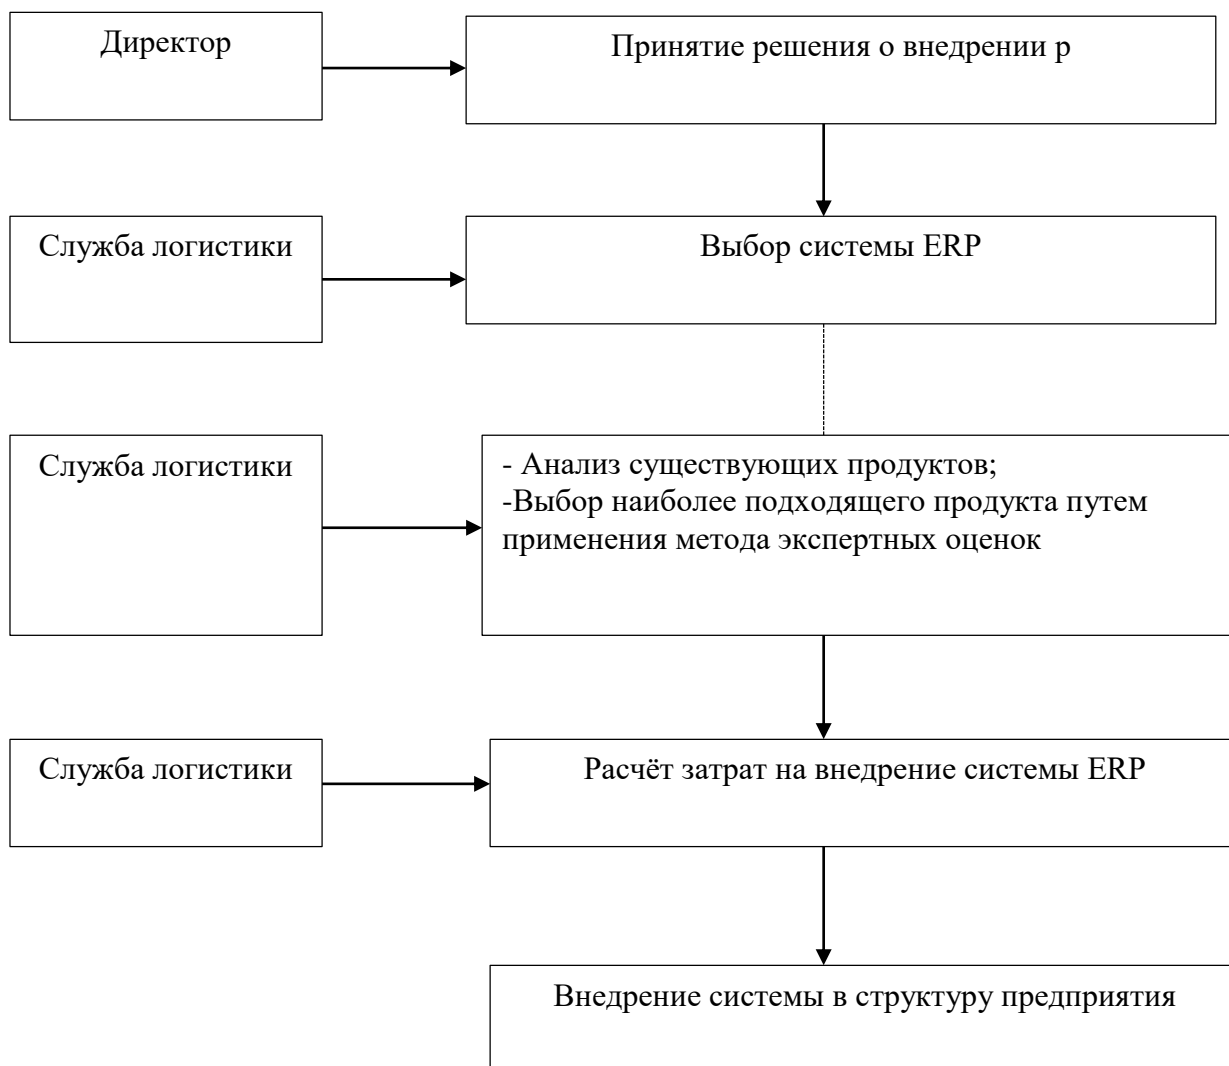 Директор
Принятие решения о внедрении р
Служба логистики
Выбор системы ERP
Служба логистики
- Анализ существующих продуктов;
-Выбор наиболее подходящего продукта путем
применения метода экспертных оценок
Служба логистики
Расчёт затрат на внедрение системы ERP
Внедрение системы в структуру предприятия